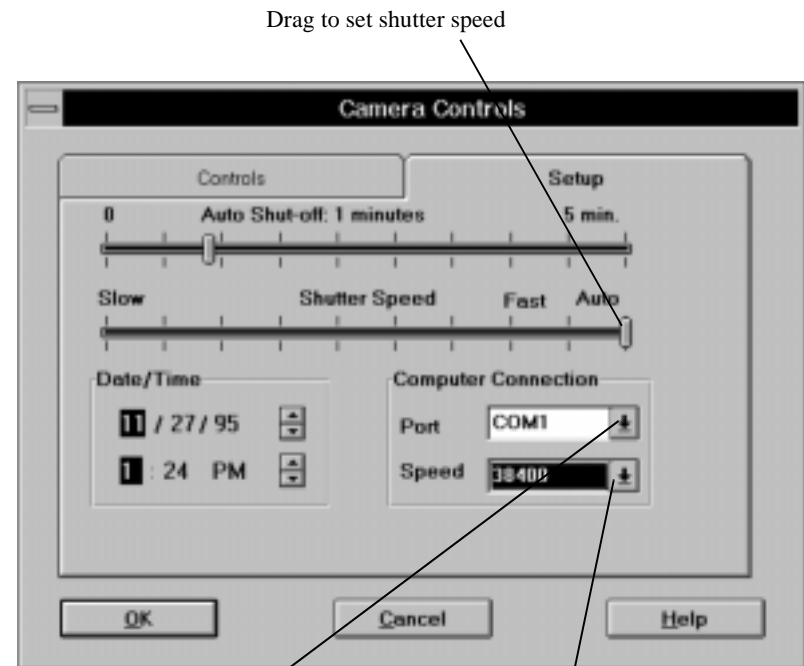 Drag to set shutter speed
Camera Controls
Controls
Setup
0 Auto Shut-off: 1 minutes 5 min.
Slow Shutter Speed Fast Auto
Date/Time
11 / 27 / 95
1 : 24 PM
Computer Connection
Port COM1
Speed 38400
OK Cancel Help